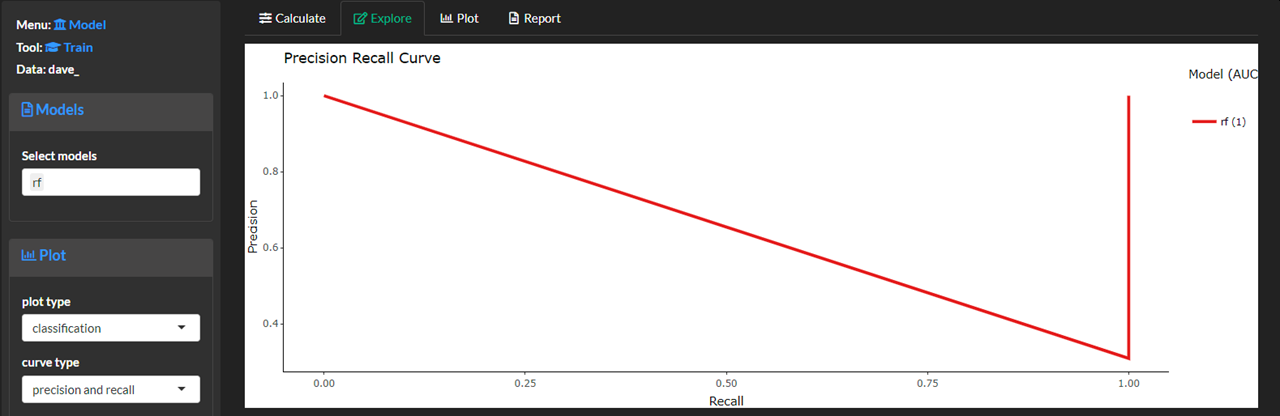 Menu: Model
Tool: Train
Data: dave_
Models
Select models
rf
Plot
plot type
classification
curve type
precision and recall
Calculate
Explore
Plot
Report
Precision Recall Curve
Model (AUC
rf (1)
Precision
1.0
0.8
0.6
0.4
0.00 0.25 0.50 0.75 1.00
Recall